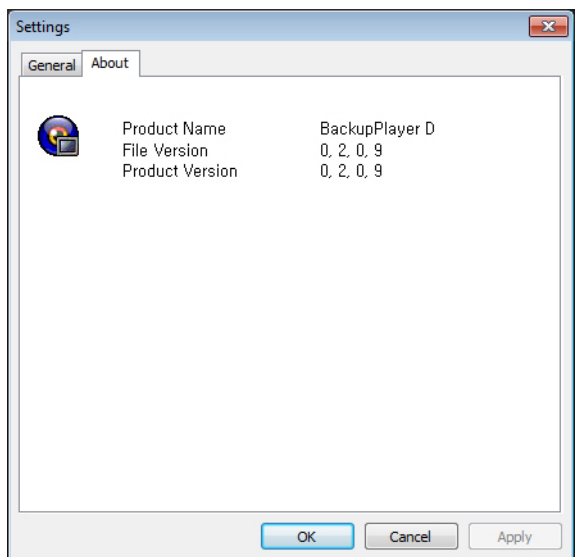 Settings
General About
Product Name BackupPlayer D
File Version 0, 2, 0, 9
Product Version 0, 2, 0, 9
OK Cancel Apply